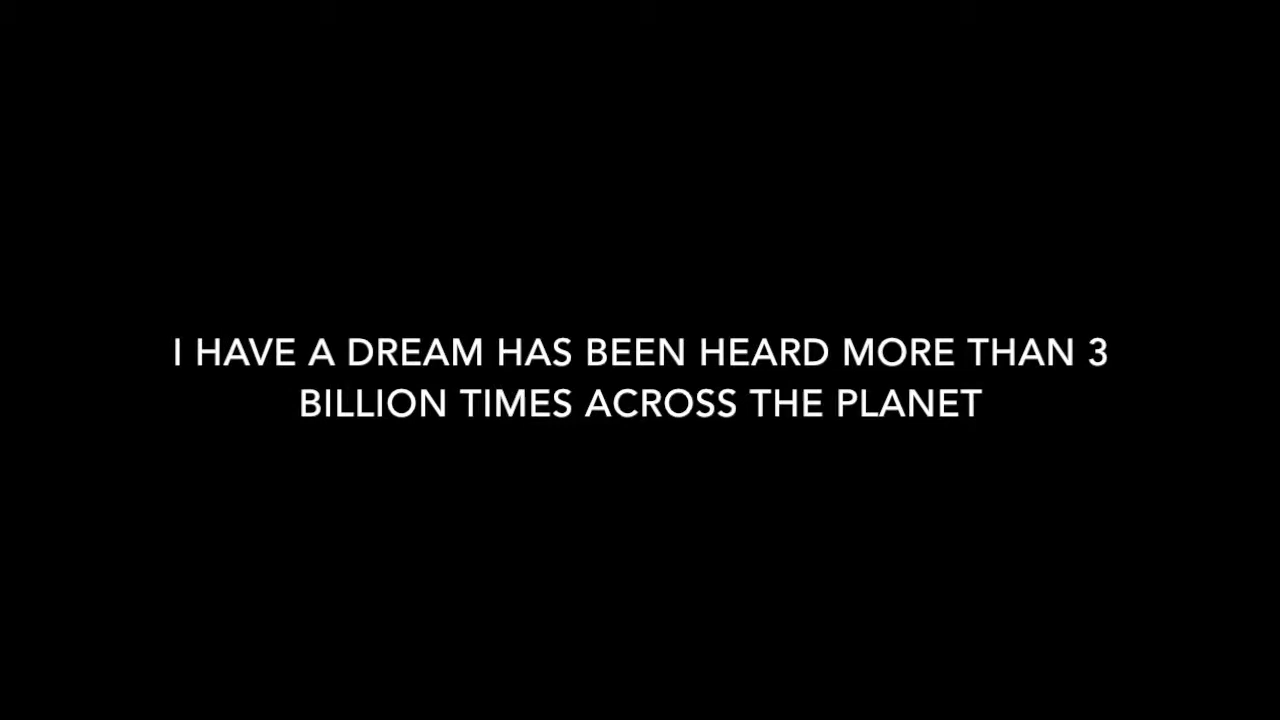 I HAVE A DREAM HAS BEEN HEARD MORE THAN 3
BILLION TIMES ACROSS THE PLANET